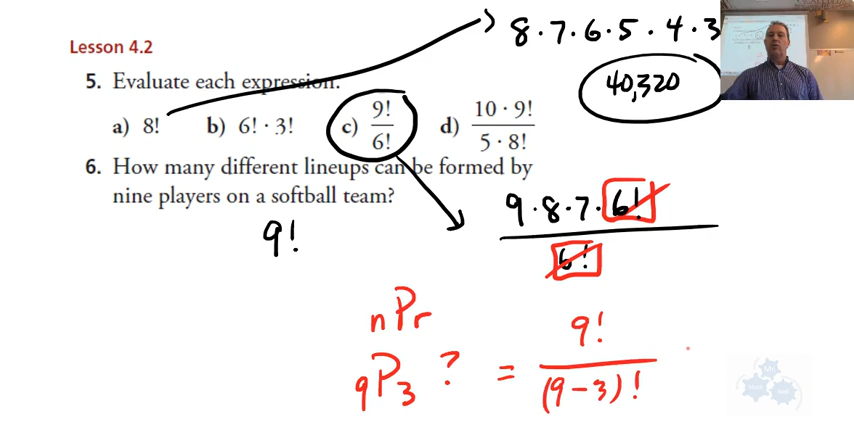 Lesson 4.2
5. Evaluate each expression.
a) 8! b) 6! · 3! c) 9!/6! d) 10 · 9!/5 · 8!
8 · 7 · 6 · 5 · 4 · 3
40,320
6. How many different lineups can be formed by
nine players on a softball team?
9!
9 · 8 · 7 · 6!
6!
nPr
9P3 ? = 9!/(9-3)!